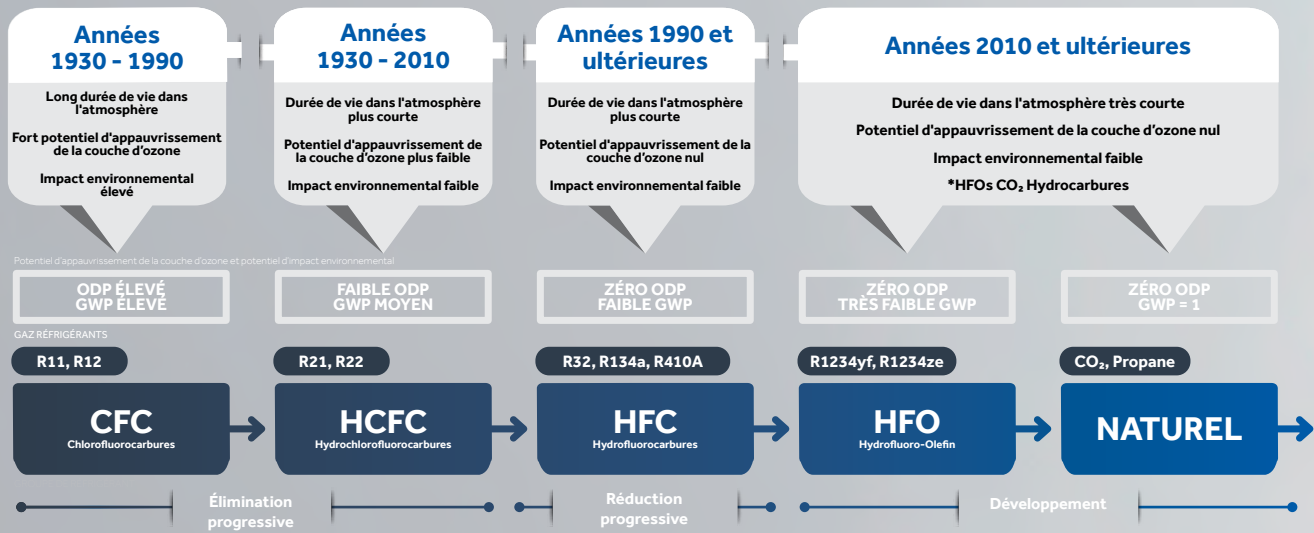 Années
1930 - 1990
Long durée de vie dans
l'atmosphère
Fort potentiel d'appauvrissement
de la couche d'ozone
Impact environnemental
élevé
Années
1930 - 2010
Durée de vie dans l'atmosphère
plus courte
Potentiel d'appauvrissement de
la couche d'ozone plus faible
Impact environnemental faible
Années 1990 et
ultérieures
Durée de vie dans l'atmosphère
plus courte
Potentiel d'appauvrissement de la
couche d'ozone nul
Impact environnemental faible
Années 2010 et ultérieures
Durée de vie dans l'atmosphère très courte
Potentiel d'appauvrissement de la couche d'ozone nul
Impact environnemental faible
*HFOs CO₂ Hydrocarbures
Potentiel d'appauvrissement de la couche d'ozone et potentiel d'impact environnemental
ODP ÉLEVÉ
GWP ÉLEVÉ
FAIBLE ODP
GWP MOYEN
ZÉRO ODP
FAIBLE GWP
ZÉRO ODP
TRÈS FAIBLE GWP
ZÉRO ODP
GWP = 1
GAZ RÉFRIGÉRANTS
R11, R12
R21, R22
R32, R134a, R410A
R1234yf, R1234ze
CO₂, Propane
CFC
Chlorofluorocarbures
HCFC
Hydrochlorofluorocarbures
HFC
Hydrofluorocarbures
HFO
Hydrofluoro-Olefin
NATUREL
Élimination
progressive
Réduction
progressive
Développement